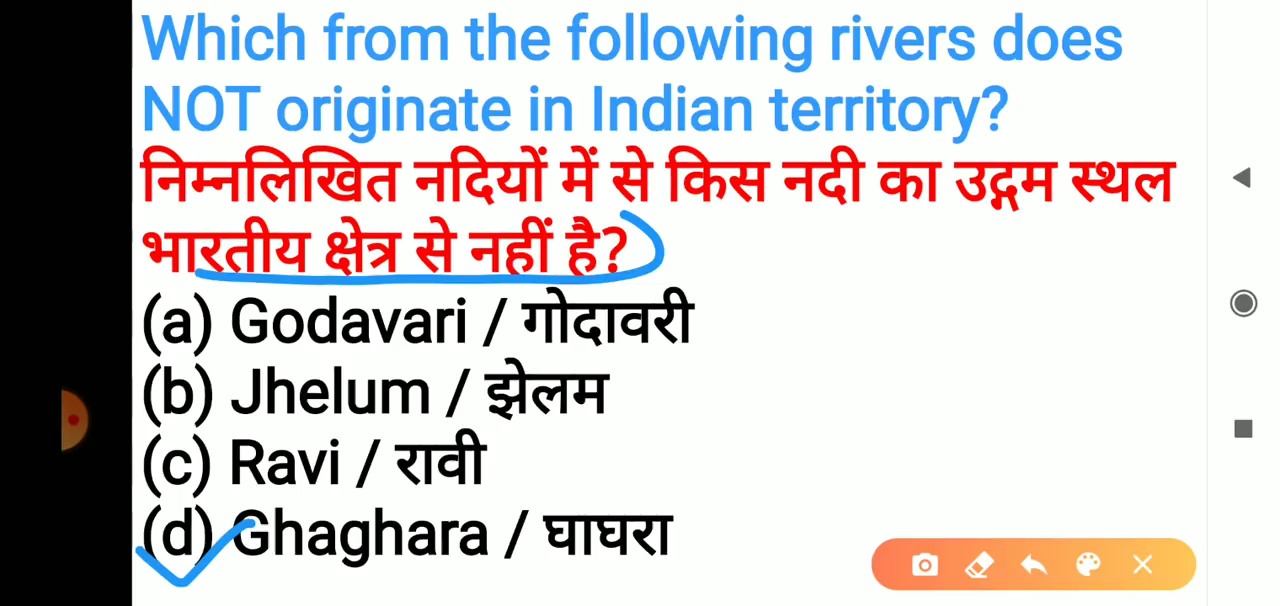 Which from the following rivers does
NOT originate in Indian territory?
निम्नलिखित नदियों में से किस नदी का उद्गम स्थल
भारतीय क्षेत्र से नहीं है?
(a) Godavari / गोदावरी
(b) Jhelum / झेलम
(c) Ravi / रावी
(d) Ghaghara / घाघरा